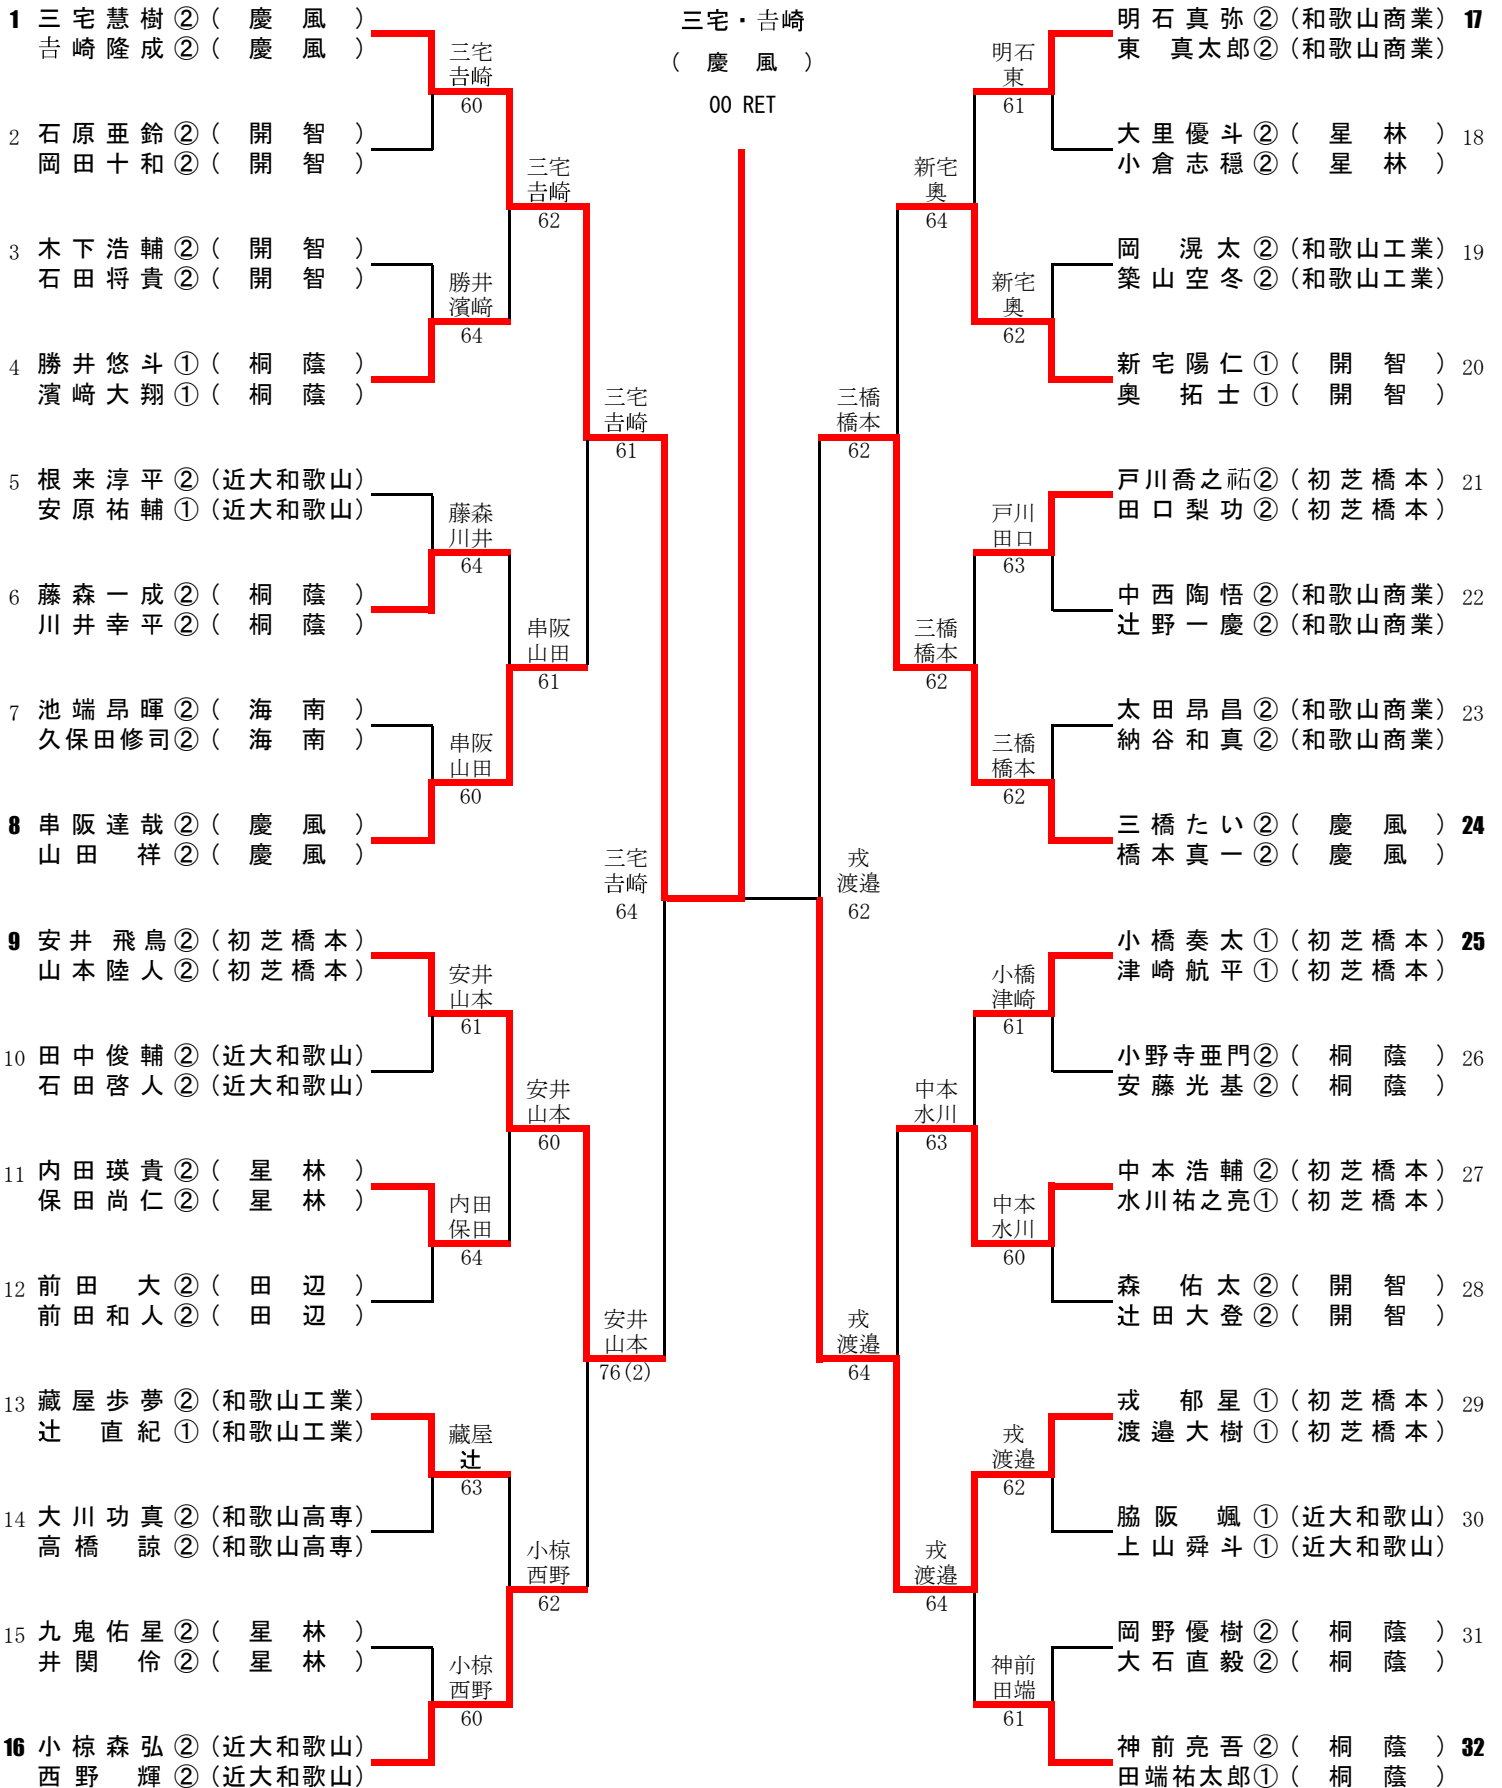 三宅・𠮷崎
( 慶 風 )
00 RET
1 三宅慧樹② ( 慶 風 )
𠮷崎隆成② ( 慶 風 )
2 石原亜鈴② ( 開 智 )
岡田十和② ( 開 智 )
3 木下浩輔② ( 開 智 )
石田将貴② ( 開 智 )
4 勝井悠斗① ( 桐 蔭 )
濱﨑大翔① ( 桐 蔭 )
5 根来淳平② (近大和歌山)
安原祐輔① (近大和歌山)
6 藤森一成② ( 桐 蔭 )
川井幸平② ( 桐 蔭 )
7 池端昂暉② ( 海 南 )
久保田修司② ( 海 南 )
8 串阪達哉② ( 慶 風 )
山田 祥② ( 慶 風 )
9 安井 飛鳥② ( 初芝橋本 )
山本陸人② ( 初芝橋本 )
10 田中俊輔② (近大和歌山)
石田啓人② (近大和歌山)
11 内田瑛貴② ( 星 林 )
保田尚仁② ( 星 林 )
12 前田 大② ( 田 辺 )
前田和人② ( 田 辺 )
13 藏屋歩夢② (和歌山工業)
辻 直紀① (和歌山工業)
14 大川功真② (和歌山高専)
高橋 諒② (和歌山高専)
15 九鬼佑星② ( 星 林 )
井関 伶② ( 星 林 )
16 小椋森弘② (近大和歌山)
西野 輝② (近大和歌山)
三宅
𠮷崎
60
勝井
濱﨑
64
藤森
川井
64
串阪
山田
60
安井
山本
61
内田
保田
64
藏屋
辻
63
小椋
西野
60
三宅
𠮷崎
62
串阪
山田
61
安井
山本
60
小椋
西野
62
三宅
𠮷崎
61
安井
山本
76(2)
三宅
𠮷崎
64
戎
渡邉
62
三橋
橋本
62
戎
渡邉
64
新宅
奥
64
三橋
橋本
62
中本
水川
63
戎
渡邉
64
明石
東
61
新宅
奥
62
戸川
田口
63
三橋
橋本
62
小橋
津崎
61
中本
水川
60
戎
渡邉
62
神前
田端
61
明石真弥② (和歌山商業) 17
東 真太郎② (和歌山商業)
大里優斗② ( 星 林 ) 18
小倉志穏② ( 星 林 )
岡 滉太② (和歌山工業) 19
築山空冬② (和歌山工業)
新宅陽仁① ( 開 智 ) 20
奥 拓士① ( 開 智 )
戸川喬之祏② ( 初芝橋本 ) 21
田口梨功② ( 初芝橋本 )
中西陶悟② (和歌山商業) 22
辻野一慶② (和歌山商業)
太田昂昌② (和歌山商業) 23
納谷和真② (和歌山商業)
三橋たい② ( 慶 風 ) 24
橋本真一② ( 慶 風 )
小橋奏太① ( 初芝橋本 ) 25
津崎航平① ( 初芝橋本 )
小野寺亜門② ( 桐 蔭 ) 26
安藤光基② ( 桐 蔭 )
中本浩輔② ( 初芝橋本 ) 27
水川祐之亮① ( 初芝橋本 )
森 佑太② ( 開 智 ) 28
辻田大登② ( 開 智 )
戎 郁星① ( 初芝橋本 ) 29
渡邉大樹① ( 初芝橋本 )
脇阪 颯① (近大和歌山) 30
上山舜斗① (近大和歌山)
岡野優樹② ( 桐 蔭 ) 31
大石直毅② ( 桐 蔭 )
神前亮吾② ( 桐 蔭 ) 32
田端祐太郎① ( 桐 蔭 )